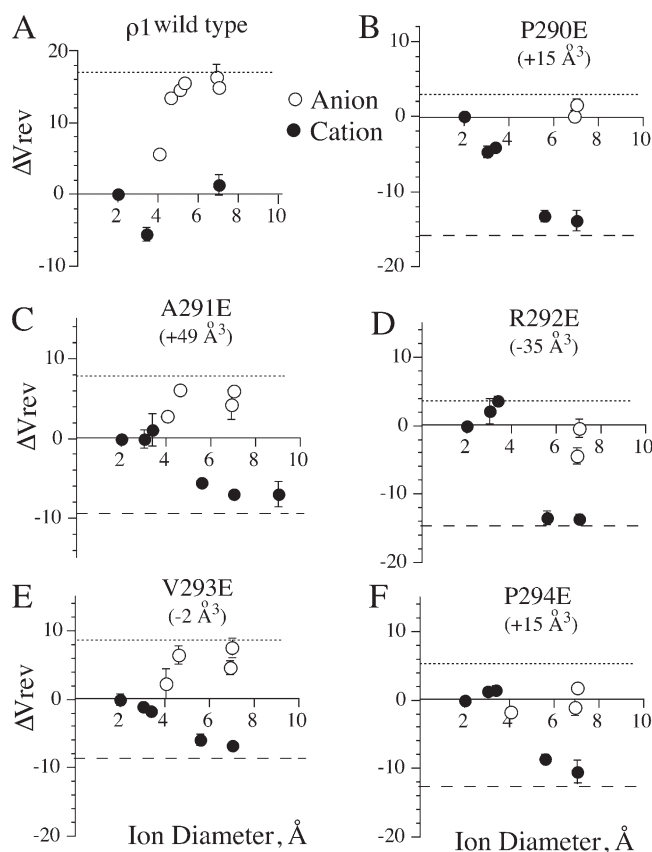 A
ρ1 wild type
20
10
0
-10
2 4 6 8 10
ΔVrev
Anion
Cation
B
P290E
(+15 Å3)
10
0
-10
-20
2 4 6 8 10
C
A291E
(+49 Å3)
10
0
-10
2 4 6 8 10
ΔVrev
D
R292E
(-35 Å3)
10
0
-10
-20
2 4 6 8 10
E
V293E
(-2 Å3)
10
0
-10
-20
2 4 6 8 10
ΔVrev
Ion Diameter, Å
F
P294E
(+15 Å3)
10
0
-10
-20
2 4 6 8 10
Ion Diameter, Å